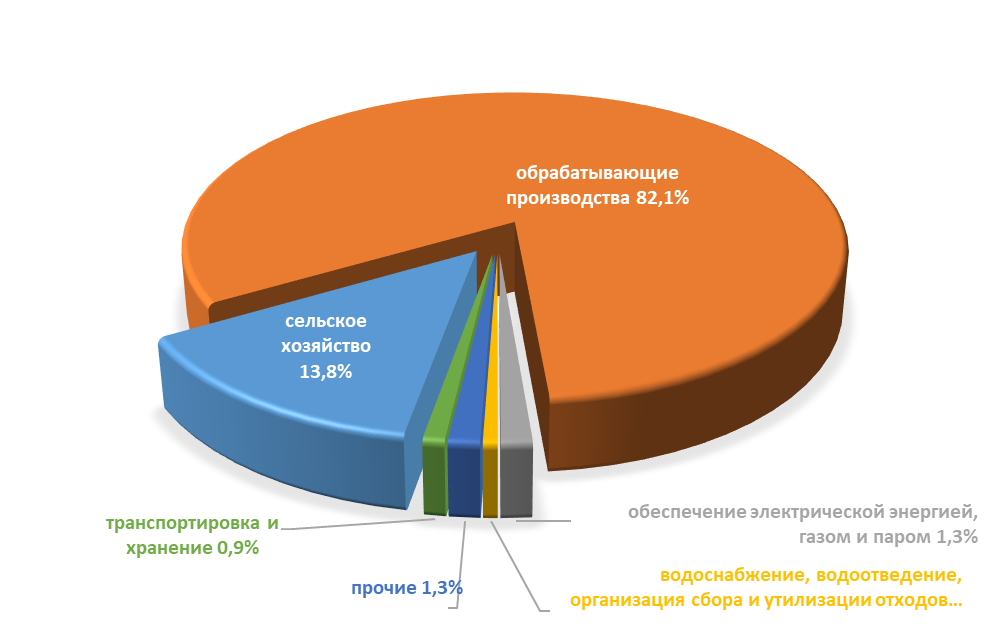 обрабатывающие
производства 82,1%
сельское
хозяйство
13,8%
транспортировка и
хранение 0,9%
прочие 1,3%
обеспечение электрической энергией,
газом и паром 1,3%
водоснабжение, водоотведение,
организация сбора и утилизации отходов…